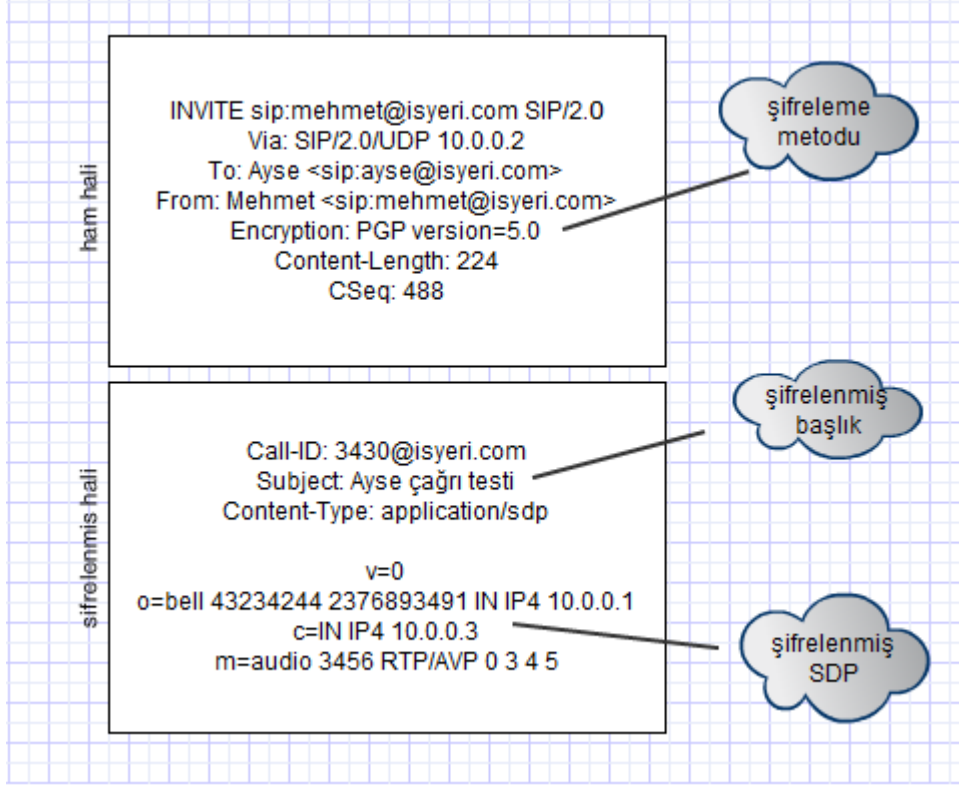 ham hali
INVITE sip:mehmet@isyeri.com SIP/2.0
Via: SIP/2.0/UDP 10.0.0.2
To: Ayse <sip:ayse@isyeri.com>
From: Mehmet <sip:mehmet@isyeri.com>
Encryption: PGP version=5.0
Content-Length: 224
CSeq: 488
şifreleme
metodu
sifrelenmis hali
Call-ID: 3430@isyeri.com
Subject: Ayse çağrı testi
Content-Type: application/sdp
v=0
o=bell 43234244 2376893491 IN IP4 10.0.0.1
c=IN IP4 10.0.0.3
m=audio 3456 RTP/AVP 0 3 4 5
şifrelenmiş
başlık
şifrelenmiş
SDP